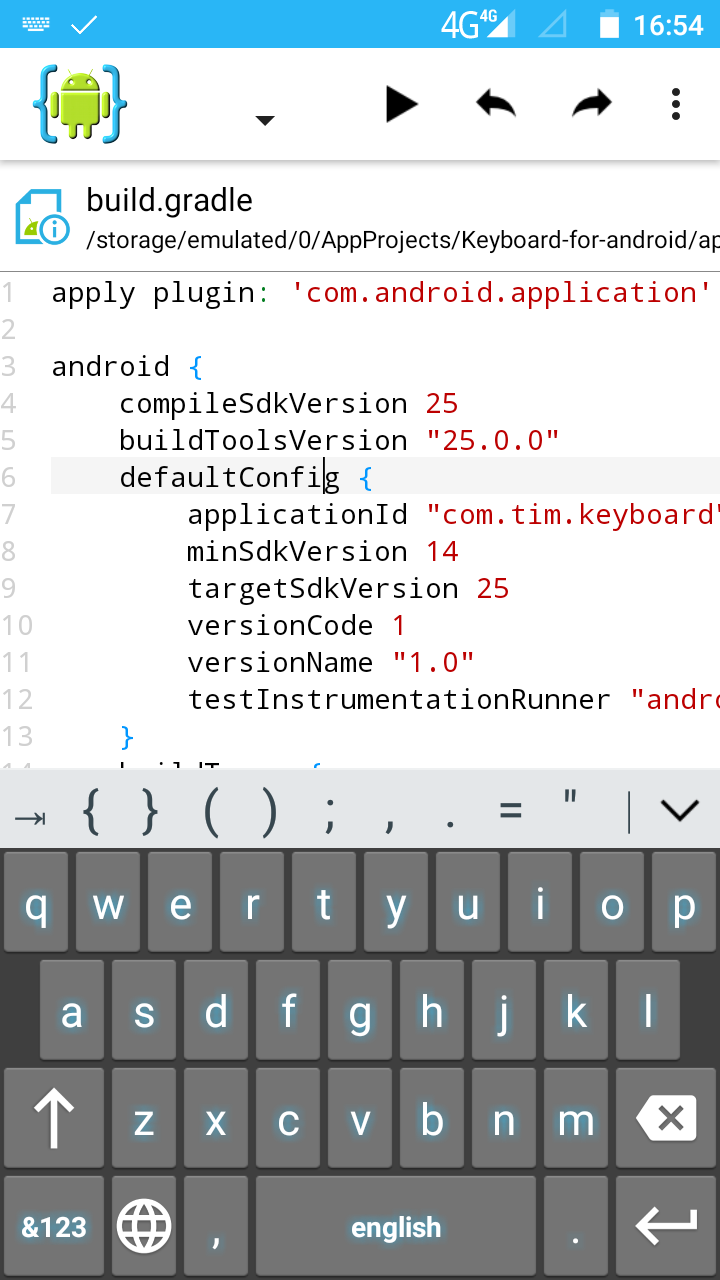 4G 4G 16:54
build.gradle
/storage/emulated/0/AppProjects/Keyboard-for-android/ap
1 apply plugin: 'com.android.application'
2
3 android {
4 compileSdkVersion 25
5 buildToolsVersion "25.0.0"
6 defaultConfig {
7 applicationId "com.tim.keyboard"
8 minSdkVersion 14
9 targetSdkVersion 25
10 versionCode 1
11 versionName "1.0"
12 testInstrumentationRunner "andro
13 }
{ } ( ) ; , . = " |
q w e r t y u i o p
a s d f g h j k l
z x c v b n m
&123 , english .